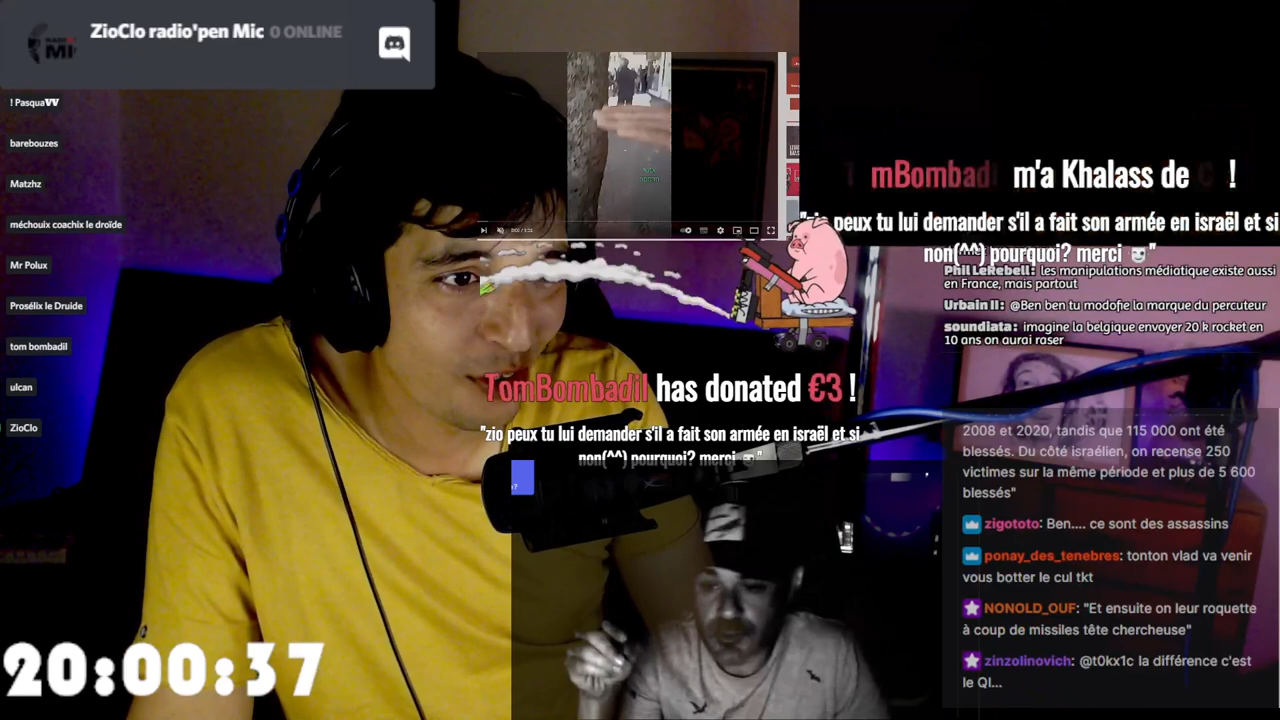 ZioClo radio'pen Mic 0 ONLINE
! PasquaVV
barebouzes
Matzhz
méchouix coachix le droïde
Mr Polux
Prosélix le Druide
tom bombadil
ulcan
ZioClo
20:00:37
mBombad m'a Khalass de !
peux tu lui demander s'il a fait son armée en israël et si
non(^^) pourquoi? merci "
Phil LeRebell: les manipulations médiatique existe aussi
en France, mais partout
Urbain II: @Ben ben tu modofie la marque du percuteur
soundiata: imagine la belgique envoyer 20 k rocket en
10 ans on aurai raser
TomBombadil has donated €3 !
"zio peux tu lui demander s'il a fait son armée en israël et si
non(^^) pourquoi? merci "
2008 et 2020, tandis que 115 000 ont été
blessés. Du côté israélien, on recense 250
victimes sur la même période et plus de 5 600
blessés"
zigototo: Ben.... ce sont des assassins
ponay_des_tenebres: tonton vlad va venir
vous botter le cul tkt
NONOLD_OUF: "Et ensuite on leur roquette
à coup de missiles tête chercheuse"
zinzolinovich: @t0kx1c la différence c'est
le QI...